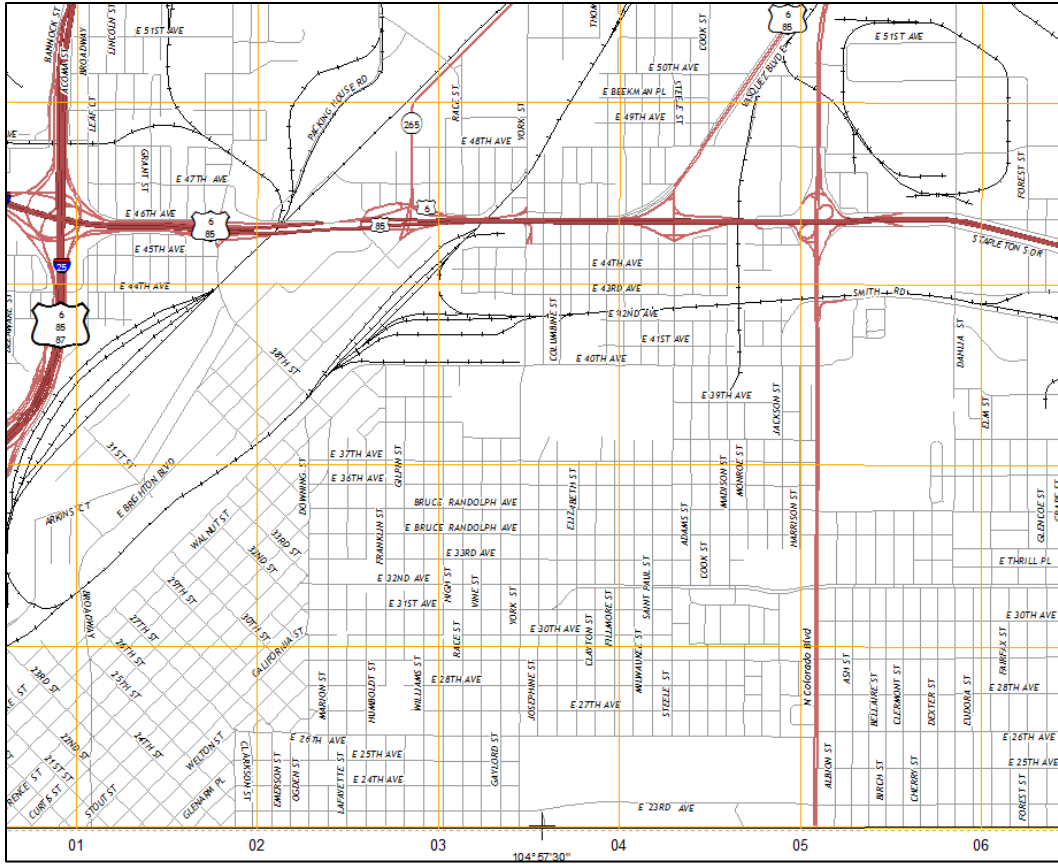 BANNOCK ST
ACOMA ST
BROADWAY
LINCOLN ST
E 51ST AVE
LEAF CT
GRANT ST
E 47TH AVE
E 46TH AVE
E 45TH AVE
E 44TH AVE
DELAWARE ST
25
6
85
87
6
85
PACKING HOUSE RD
265
RACE ST
YORK ST
E 48TH AVE
6
85
COOK ST
E 50TH AVE
E BEEKMAN PL
STEELE ST
E 49TH AVE
VASQUEZ BLVD E
6
85
E 51ST AVE
FOREST ST
STAPLETON S DR
SMITH RD
E 44TH AVE
E 43RD AVE
E 42ND AVE
E 41ST AVE
E 40TH AVE
E 39TH AVE
COLUMBINE ST
DAHLIA ST
ELM ST
JACKSON ST
38TH ST
31ST ST
E BRIGHTON BLVD
ARKINS CT
WALNUT ST
DOWNING ST
E 37TH AVE
E 36TH AVE
GILPIN ST
BRUCE RANDOLPH AVE
E BRUCE RANDOLPH AVE
FRANKLIN ST
E 33RD AVE
E 32ND AVE
E 31ST AVE
HIGH ST
VINE ST
YORK ST
RACE ST
ELIZABETH ST
MADISON ST
MONROE ST
ADAMS ST
COOK ST
HARRISON ST
GLENCOE ST
E THRILL PL
33RD ST
32ND ST
30TH ST
29TH ST
27TH ST
26TH ST
25TH ST
24TH ST
23RD ST
22ND ST
21ST ST
CURTIS ST
STOUT ST
BROADWAY
CALIFORNIA ST
WELTON ST
GLENARM PL
E 30TH AVE
CLAYTON ST
FILLMORE ST
SAINT PAUL ST
MILWAUKEE ST
STEELE ST
E 28TH AVE
E 27TH AVE
E 26TH AVE
E 25TH AVE
E 24TH AVE
E 23RD AVE
MARION ST
HUMBOLDT ST
WILLIAMS ST
JOSEPHINE ST
CLARKSON ST
EMERSON ST
OGDEN ST
LAFAYETTE ST
GAYLORD ST
N Colorado Blvd
ASH ST
BELLAIRE ST
CLERMONT ST
DEXTER ST
EUDORA ST
FAIRFAX ST
E 30TH AVE
E 28TH AVE
E 26TH AVE
E 25TH AVE
ALBION ST
BIRCH ST
CHERRY ST
FOREST ST
01 02 03 04 05 06
104°57'30"